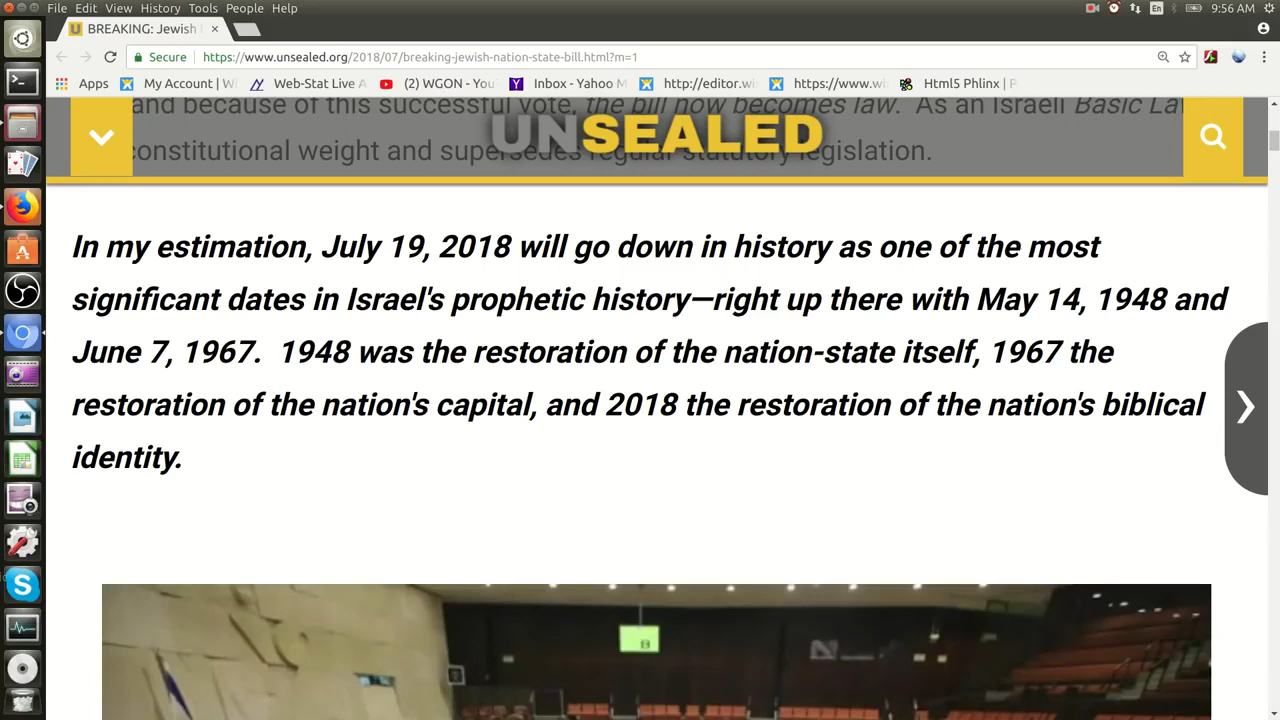 File Edit View History Tools People Help
En
9:56 AM
U BREAKING: Jewish
Secure https://www.unsealed.org/2018/07/breaking-jewish-nation-state-bill.html?m=1
Apps My Account | Wi Web-Stat Live A (2) WGON - You Inbox - Yahoo M http://editor.wi https://www.wi Html5 Phlinx | P
and because of this successful vote, the bill now becomes law. As an Israeli Basic La
UNSEALED
constitutional weight and supersedes regular statutory legislation.
In my estimation, July 19, 2018 will go down in history as one of the most
significant dates in Israel's prophetic history—right up there with May 14, 1948 and
June 7, 1967. 1948 was the restoration of the nation-state itself, 1967 the
restoration of the nation's capital, and 2018 the restoration of the nation's biblical
identity.